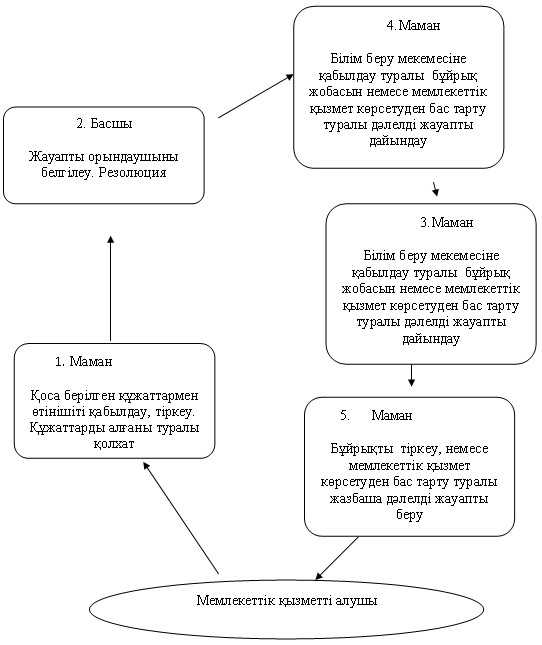 4. Маман
Білім беру мекемесіне
қабылдау туралы бұйрық
жобасын немесе мемлекеттік
қызмет көрсетуден бас тарту
туралы дәлелді жауапты
дайындау
2. Басшы
Жауапты орындаушыны
белгілеу. Резолюция
3. Маман
Білім беру мекемесіне
қабылдау туралы бұйрық
жобасын немесе мемлекеттік
қызмет көрсетуден бас тарту
туралы дәлелді жауапты
дайындау
1. Маман
Қоса берілген құжаттармен
өтінішіті қабылдау, тіркеу.
Құжаттарды алғаны туралы
қолхат
5. Маман
Бұйрықты тіркеу, немесе
мемлекеттік қызмет
көрсетуден бас тарту туралы
жазбаша дәлелді жауапты
беру
Мемлекеттік қызметті алушы